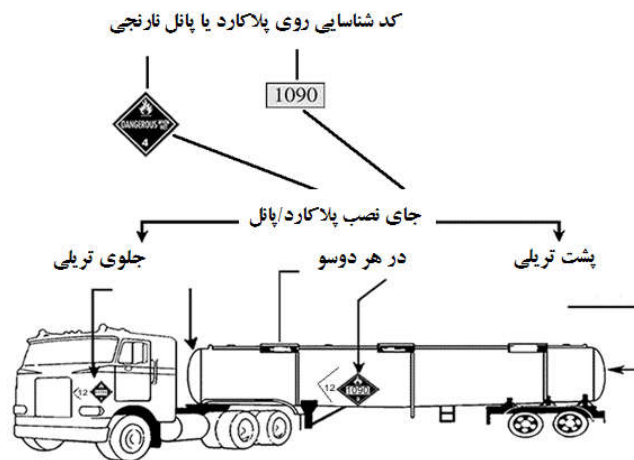 کد شناسایی روی پلاکارد یا پانل نارنجی
1090
DANGEROUS
4
جای نصب پلاکارد/پانل
جلوی تریلی
در هر دوسو
پشت تریلی
12
12
1090